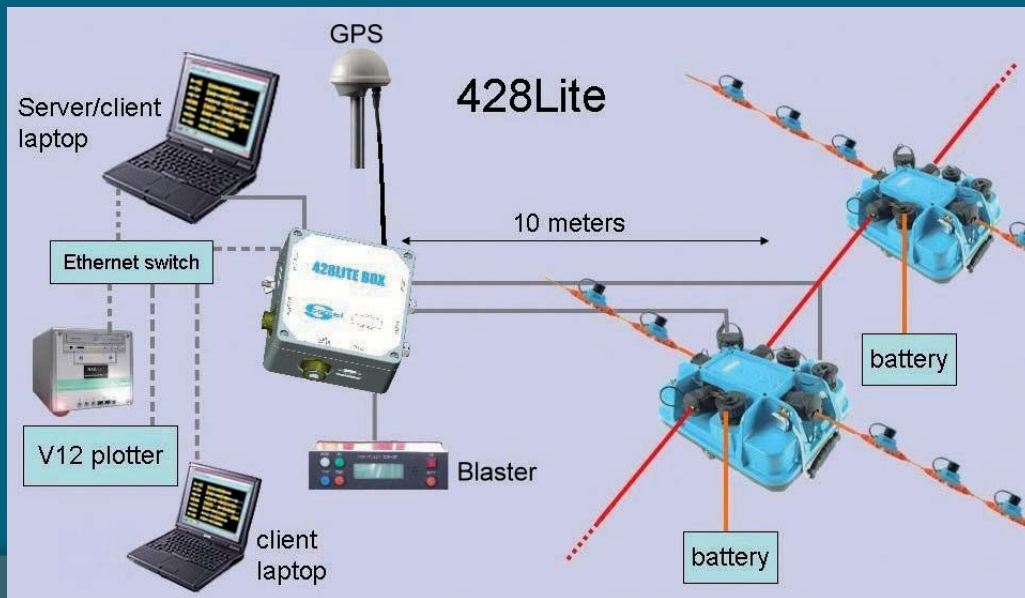 GPS
428Lite
Server/client
laptop
10 meters
Ethernet switch
428LITE BOX
battery
V12 plotter
Blaster
client
laptop
battery